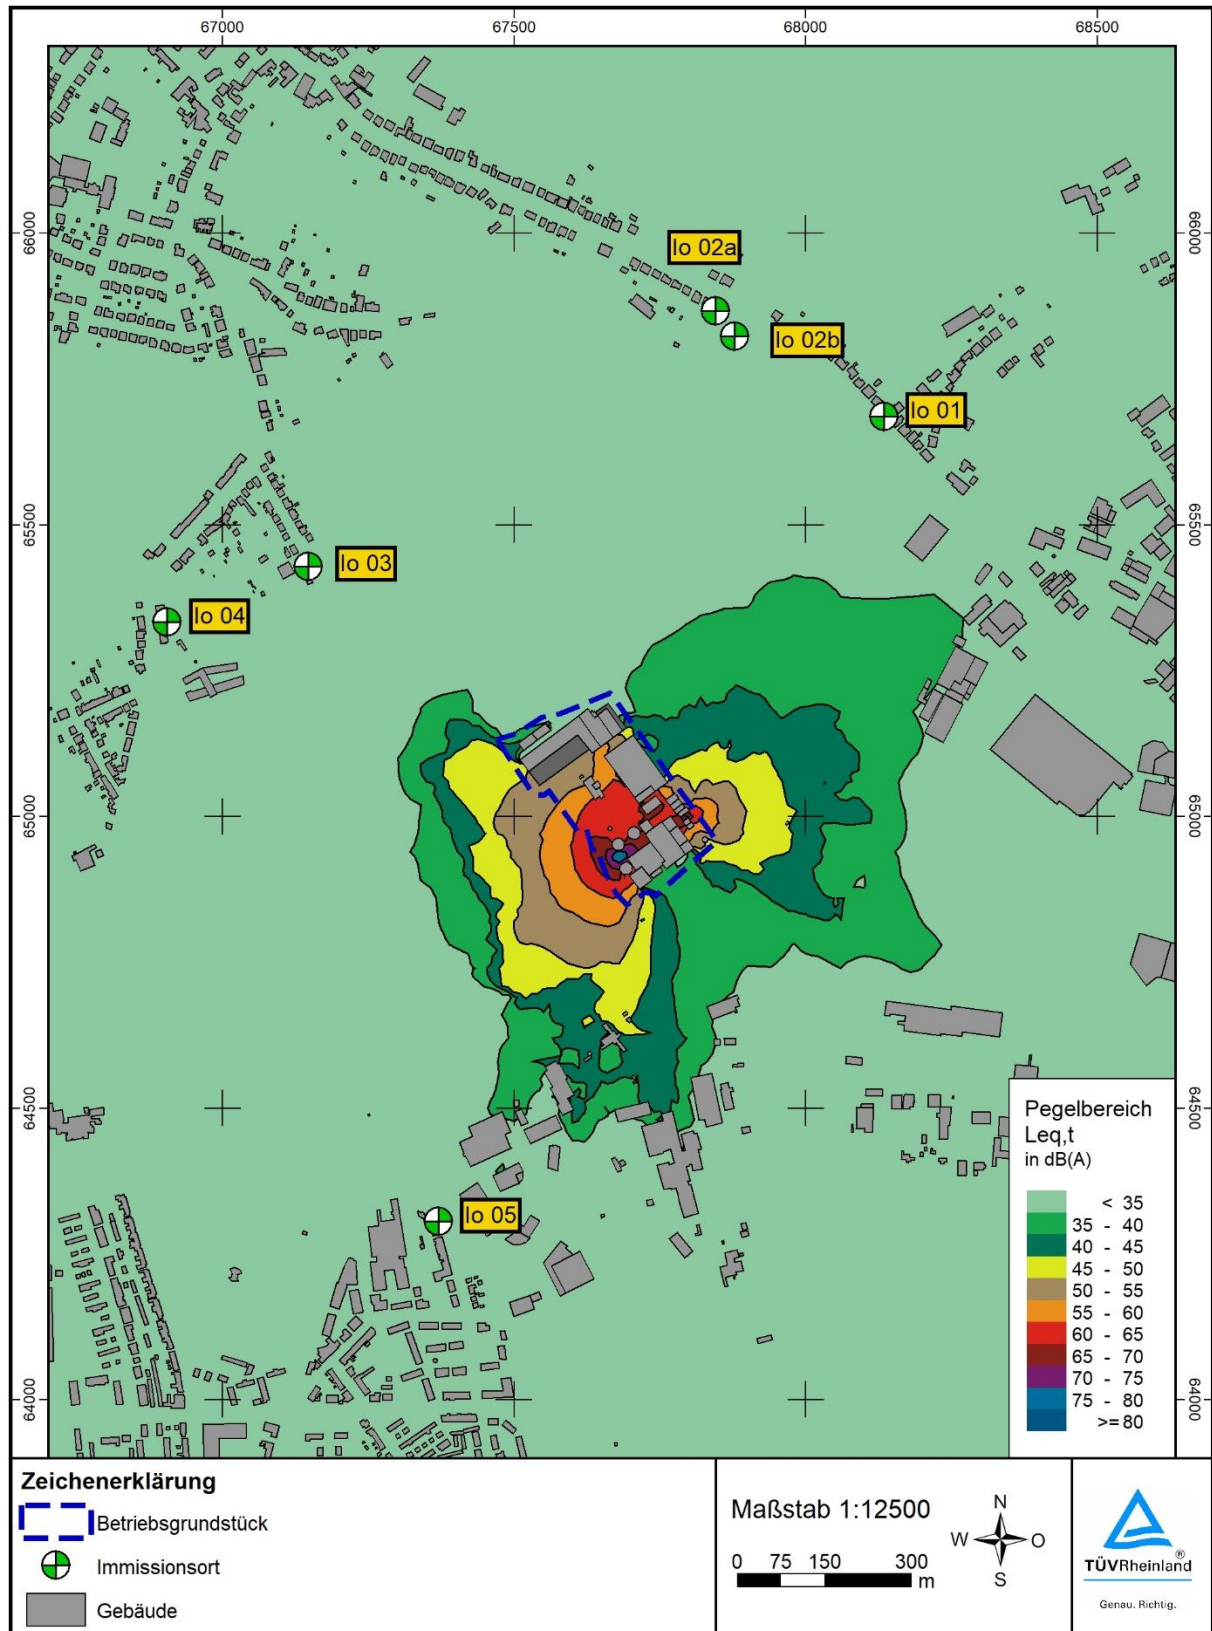 67000
67500
68000
68500
66000
66000
Io 02a
Io 02b
Io 01
65500
65500
Io 03
Io 04
65000
65000
64500
64500
Io 05
64000
64000
Pegelbereich
Leq,t
in dB(A)
< 35
35 - 40
40 - 45
45 - 50
50 - 55
55 - 60
60 - 65
65 - 70
70 - 75
75 - 80
>=80
Zeichenerklärung
Betriebsgrundstück
Immissionsort
Gebäude
Maßstab 1:12500
0 75 150 300
m
N
W O
S
TÜVRheinland®
Genau. Richtig.